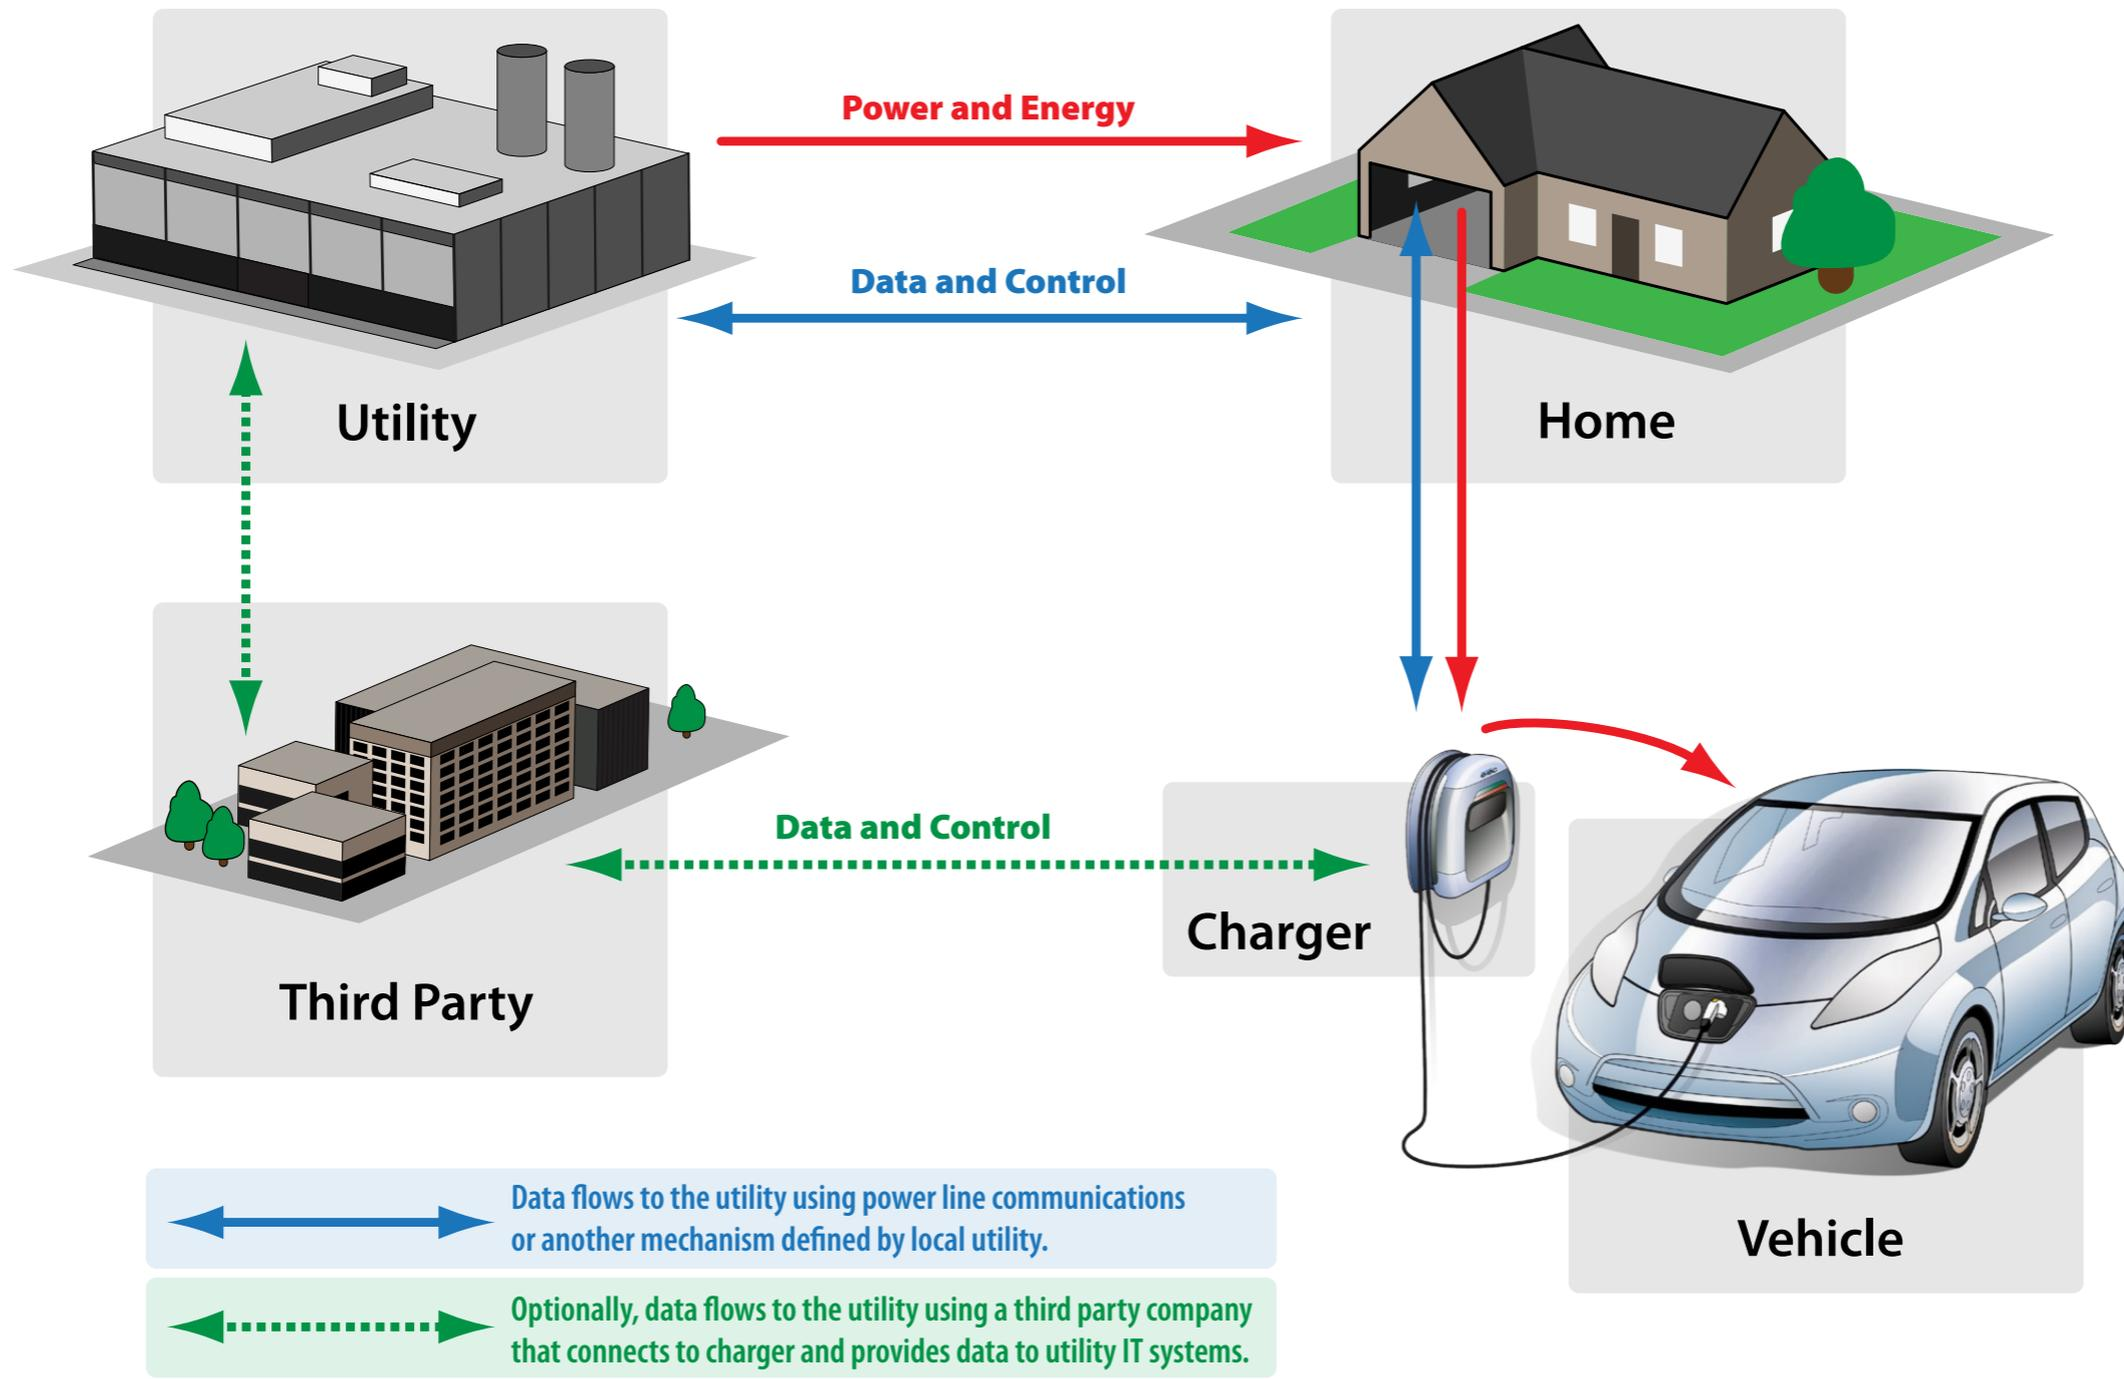 Power and Energy
Data and Control
Utility
Home
Data and Control
Charger
Third Party
Vehicle
Data flows to the utility using power line communications
or another mechanism defined by local utility.
Optionally, data flows to the utility using a third party company
that connects to charger and provides data to utility IT systems.